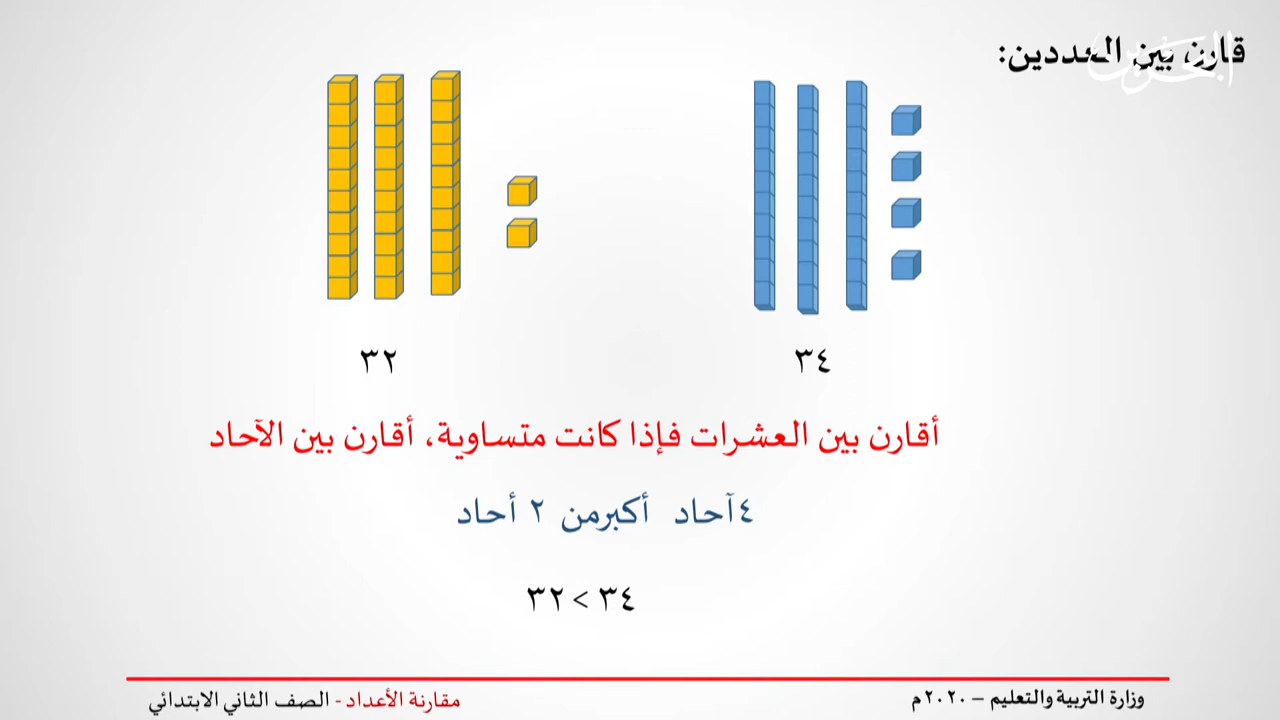 قارن بين العددين:
البحرين
٣٤
٣٢
أقارن بين العشرات فإذا كانت متساوية، أقارن بين الآحاد
٤آحاد أكبرمن ٢ أحاد
٣٤ > ٣٢
وزارة التربية والتعليم – ٢٠٢٠م
مقارنة الأعداد - الصف الثاني الابتدائي